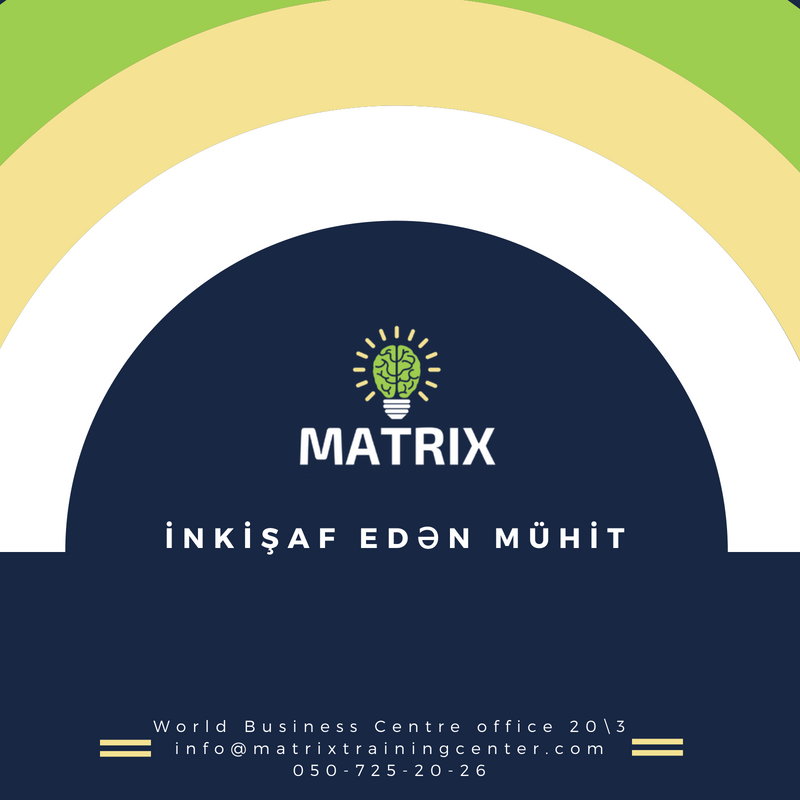 MATRIX
İNKİŞAF EDƏN MÜHİT
World Business Centre office 20\3
info@matrixtrainingcenter.com
050-725-20-26